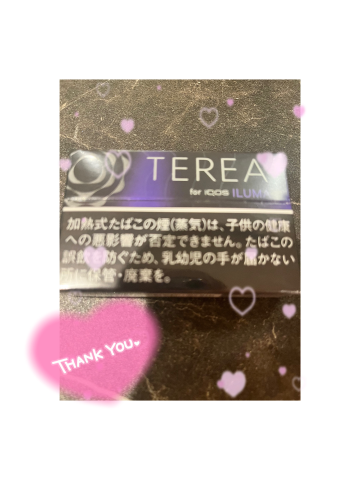 TEREA
for IQOS ILUMA
加熱式たばこの煙(蒸気)は、子供の健康
への悪影響が否定できません。たばこの
誤飲を防ぐため、乳幼児の手が届かない
所に保管・廃棄を。
THANK YOU